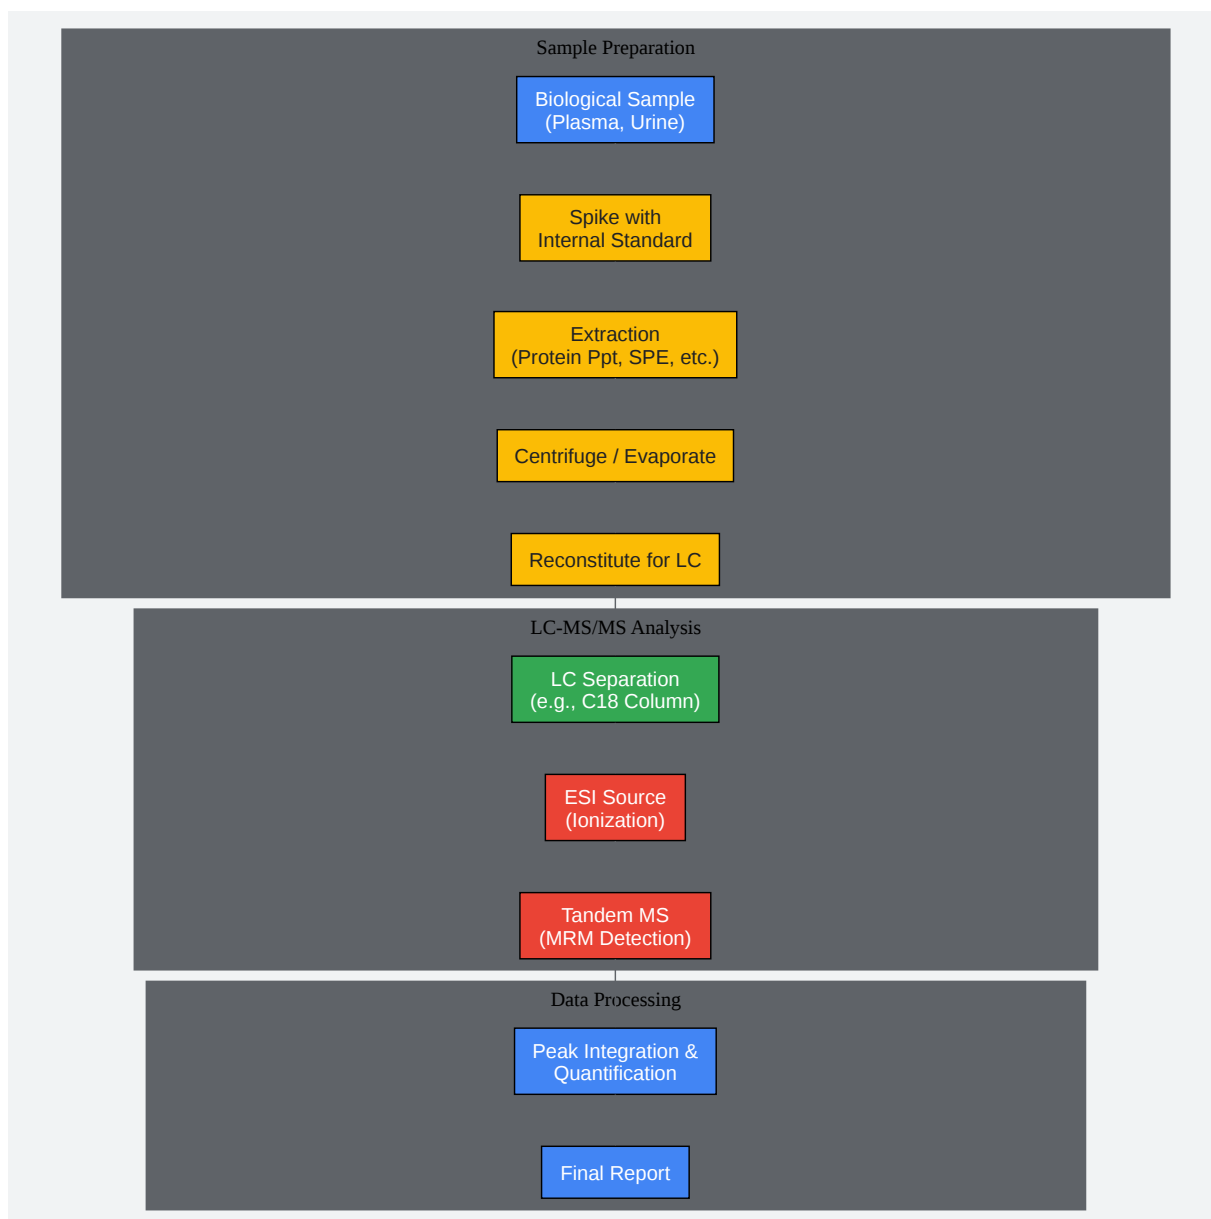 Sample Preparation
Biological Sample
(Plasma, Urine)
Spike with
Internal Standard
Extraction
(Protein Ppt, SPE, etc.)
Centrifuge / Evaporate
Reconstitute for LC
LC-MS/MS Analysis
LC Separation
(e.g., C18 Column)
ESI Source
(Ionization)
Tandem MS
(MRM Detection)
Data Processing
Peak Integration &
Quantification
Final Report